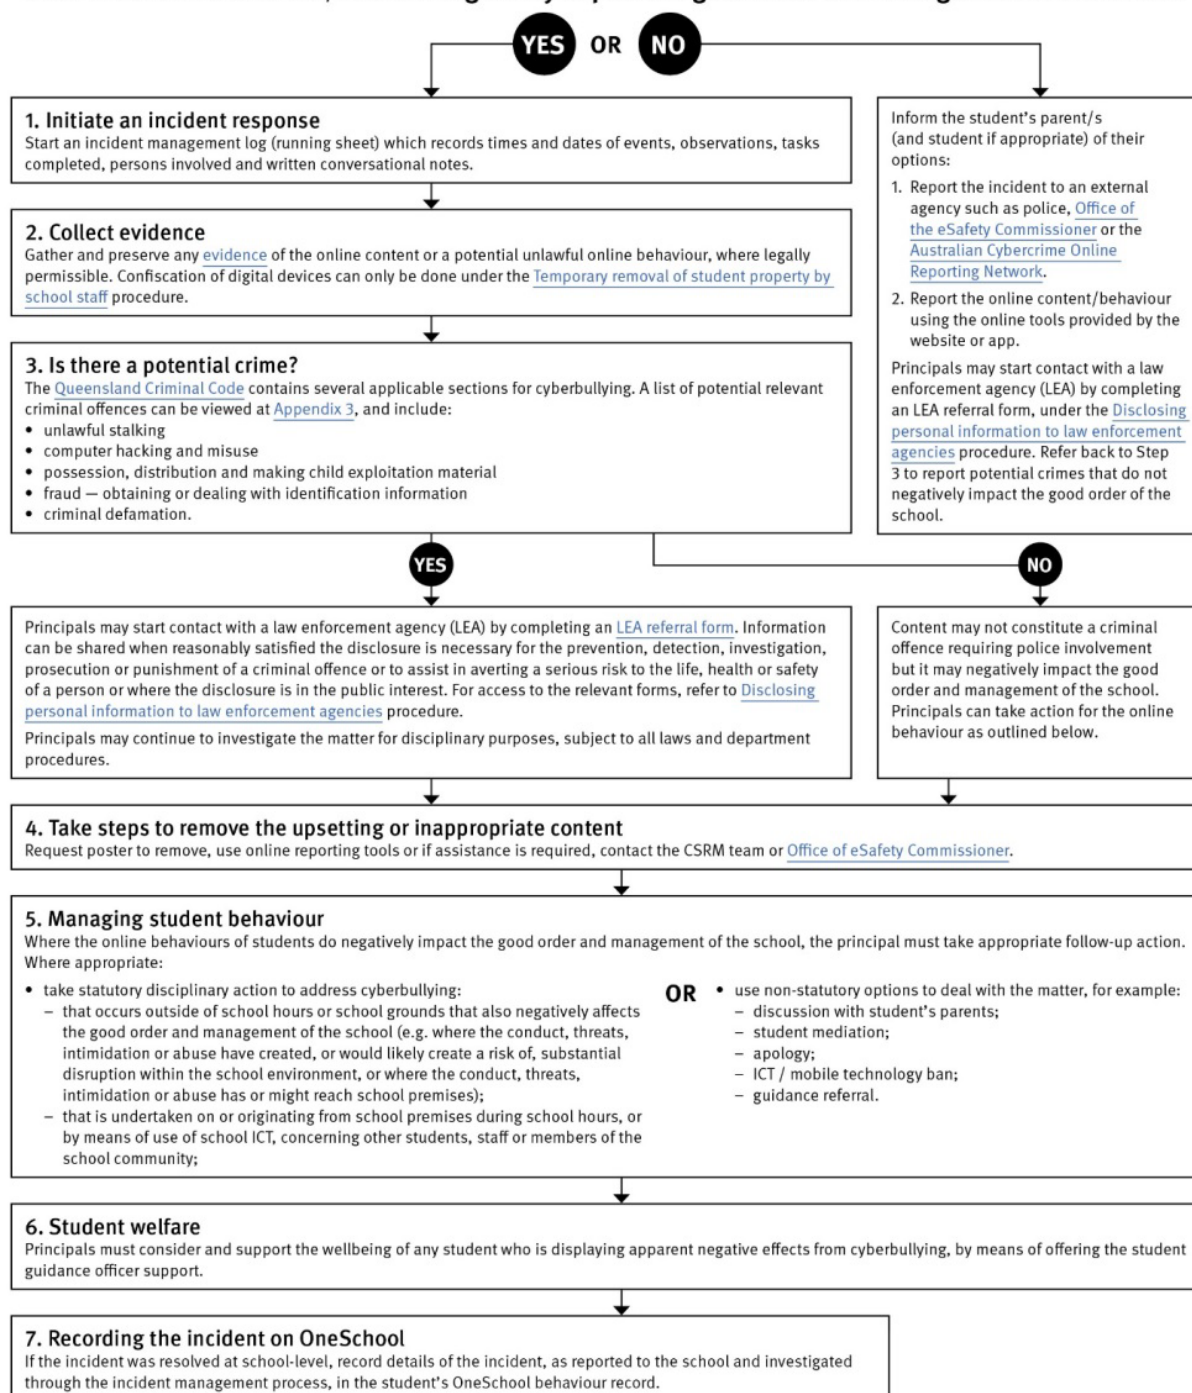 YES OR NO
1. Initiate an incident response
Start an incident management log (running sheet) which records times and dates of events, observations, tasks
completed, persons involved and written conversational notes.
2. Collect evidence
Gather and preserve any evidence of the online content or a potential unlawful online behaviour, where legally
permissible. Confiscation of digital devices can only be done under the Temporary removal of student property by
school staff procedure.
3. Is there a potential crime?
The Queensland Criminal Code contains several applicable sections for cyberbullying. A list of potential relevant
criminal offences can be viewed at Appendix 3, and include:
• unlawful stalking
• computer hacking and misuse
• possession, distribution and making child exploitation material
• fraud — obtaining or dealing with identification information
• criminal defamation.
Inform the student's parent/s
(and student if appropriate) of their
options:
1. Report the incident to an external
agency such as police, Office of
the eSafety Commissioner or the
Australian Cybercrime Online
Reporting Network.
2. Report the online content/behaviour
using the online tools provided by the
website or app.
Principals may start contact with a law
enforcement agency (LEA) by completing
an LEA referral form, under the Disclosing
personal information to law enforcement
agencies procedure. Refer back to Step
3 to report potential crimes that do not
negatively impact the good order of the
school.
YES
NO
Principals may start contact with a law enforcement agency (LEA) by completing an LEA referral form. Information
can be shared when reasonably satisfied the disclosure is necessary for the prevention, detection, investigation,
prosecution or punishment of a criminal offence or to assist in averting a serious risk to the life, health or safety
of a person or where the disclosure is in the public interest. For access to the relevant forms, refer to Disclosing
personal information to law enforcement agencies procedure.
Principals may continue to investigate the matter for disciplinary purposes, subject to all laws and department
procedures.
Content may not constitute a criminal
offence requiring police involvement
but it may negatively impact the good
order and management of the school.
Principals can take action for the online
behaviour as outlined below.
4. Take steps to remove the upsetting or inappropriate content
Request poster to remove, use online reporting tools or if assistance is required, contact the CSRM team or Office of eSafety Commissioner.
5. Managing student behaviour
Where the online behaviours of students do negatively impact the good order and management of the school, the principal must take appropriate follow-up action.
Where appropriate:
• take statutory disciplinary action to address cyberbullying:
– that occurs outside of school hours or school grounds that also negatively affects
the good order and management of the school (e.g. where the conduct, threats,
intimidation or abuse have created, or would likely create a risk of, substantial
disruption within the school environment, or where the conduct, threats,
intimidation or abuse has or might reach school premises);
– that is undertaken on or originating from school premises during school hours, or
by means of use of school ICT, concerning other students, staff or members of the
school community;
OR
• use non-statutory options to deal with the matter, for example:
– discussion with student's parents;
– student mediation;
– apology;
– ICT / mobile technology ban;
– guidance referral.
6. Student welfare
Principals must consider and support the wellbeing of any student who is displaying apparent negative effects from cyberbullying, by means of offering the student
guidance officer support.
7. Recording the incident on OneSchool
If the incident was resolved at school-level, record details of the incident, as reported to the school and investigated
through the incident management process, in the student's OneSchool behaviour record.